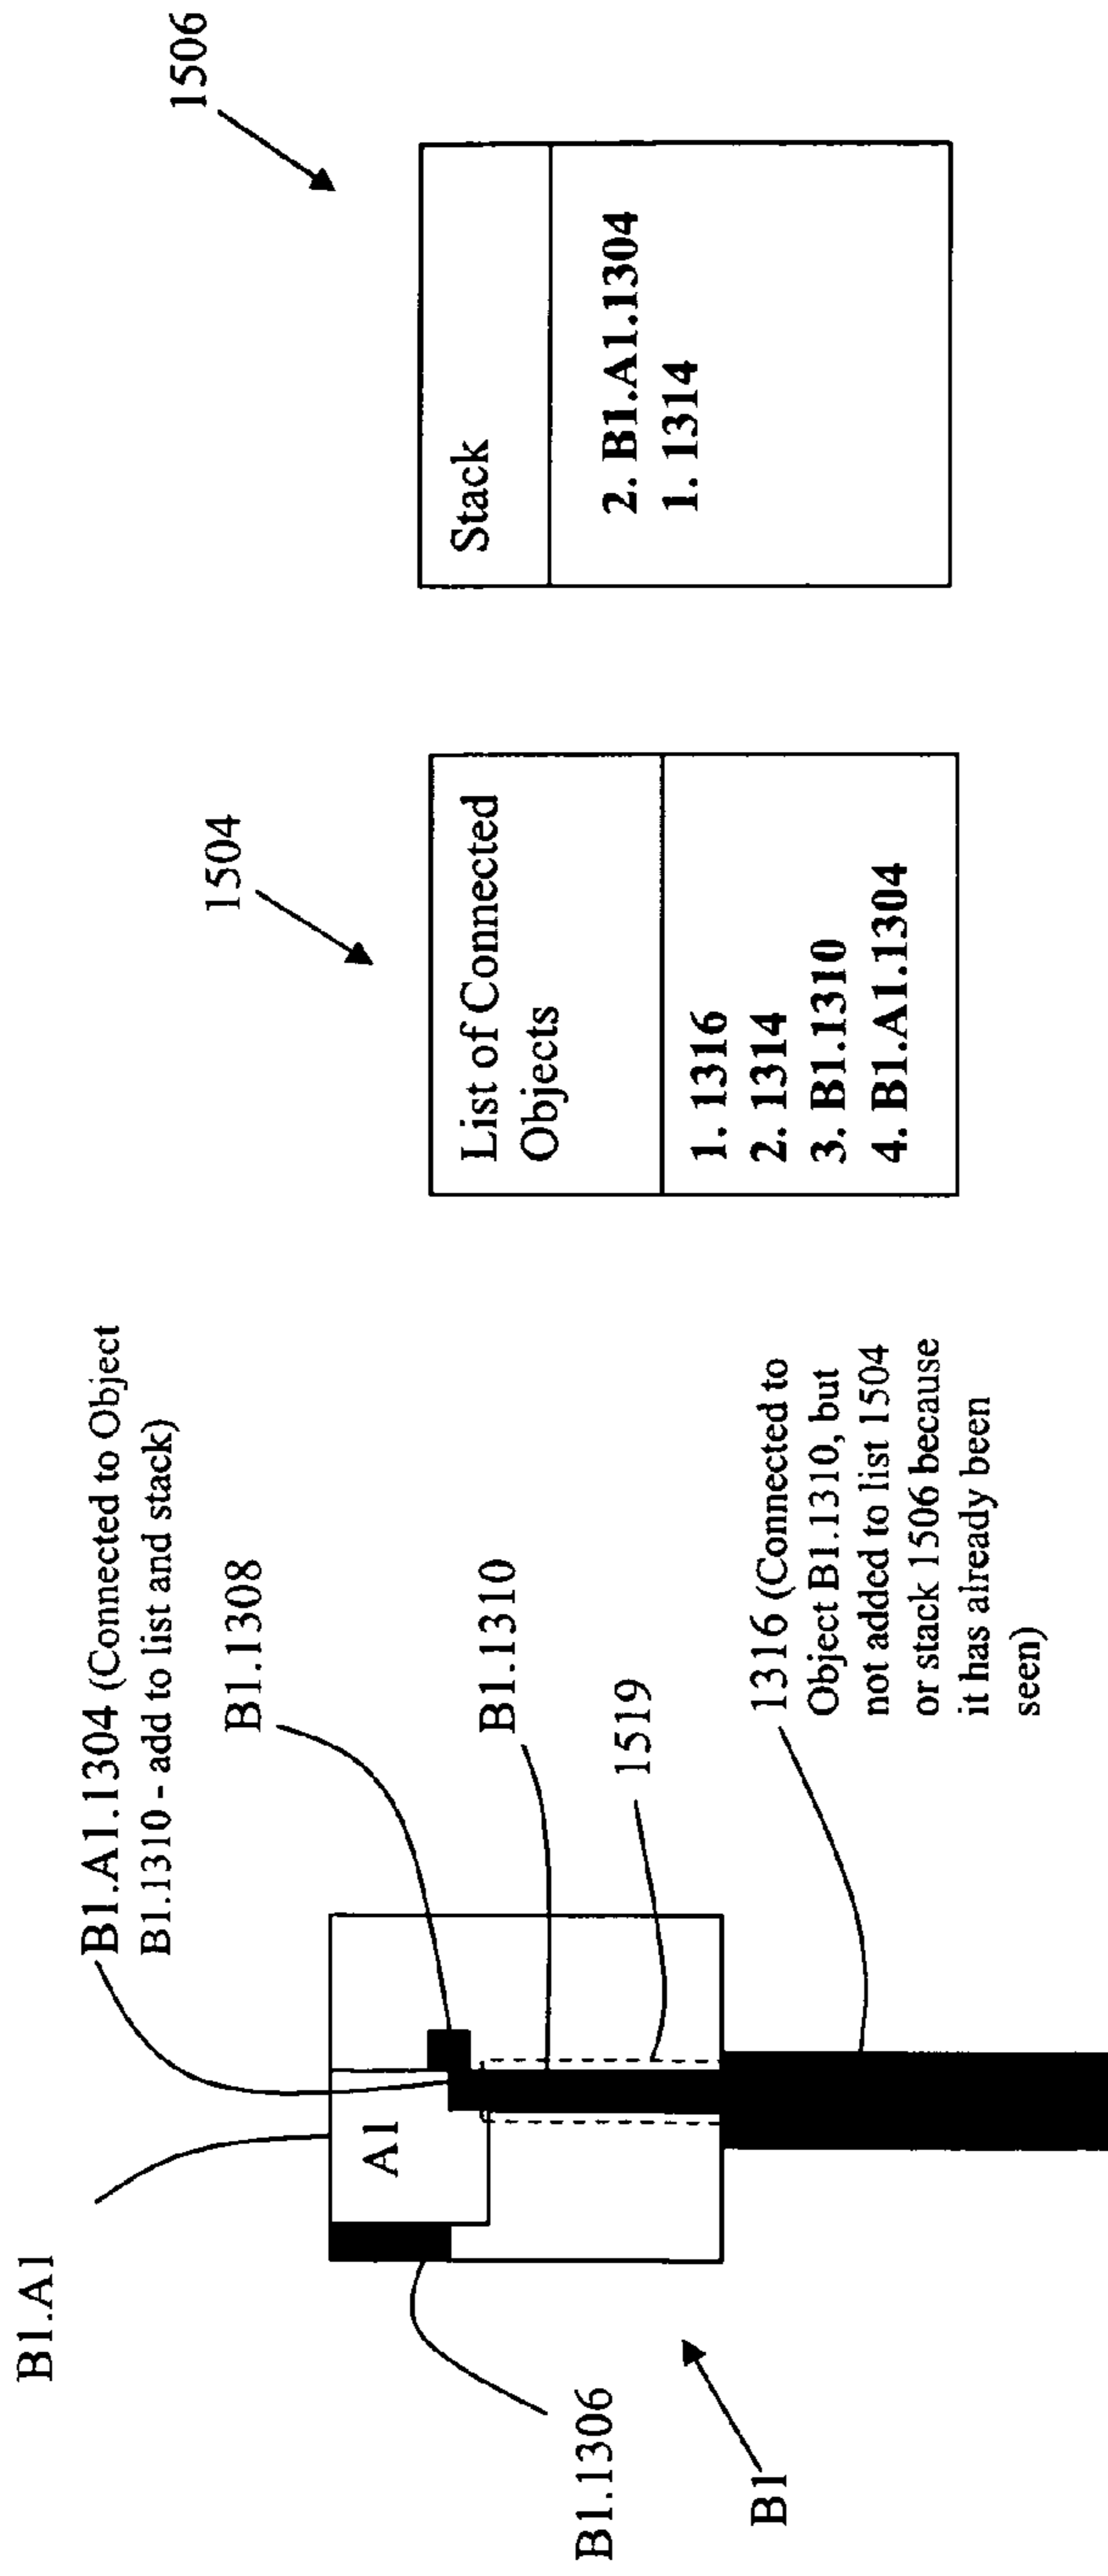 B1.A1
B1.A1.1304 (Connected to Object
B1.1310 - add to list and stack)
B1.1308
B1.1310
1519
1316 (Connected to
Object B1.1310, but
not added to list 1504
or stack 1506 because
it has already been
seen)
A1
B1.1306
B1
1504
List of Connected
Objects
1. 1316
2. 1314
3. B1.1310
4. B1.A1.1304
1506
Stack
2. B1.A1.1304
1. 1314